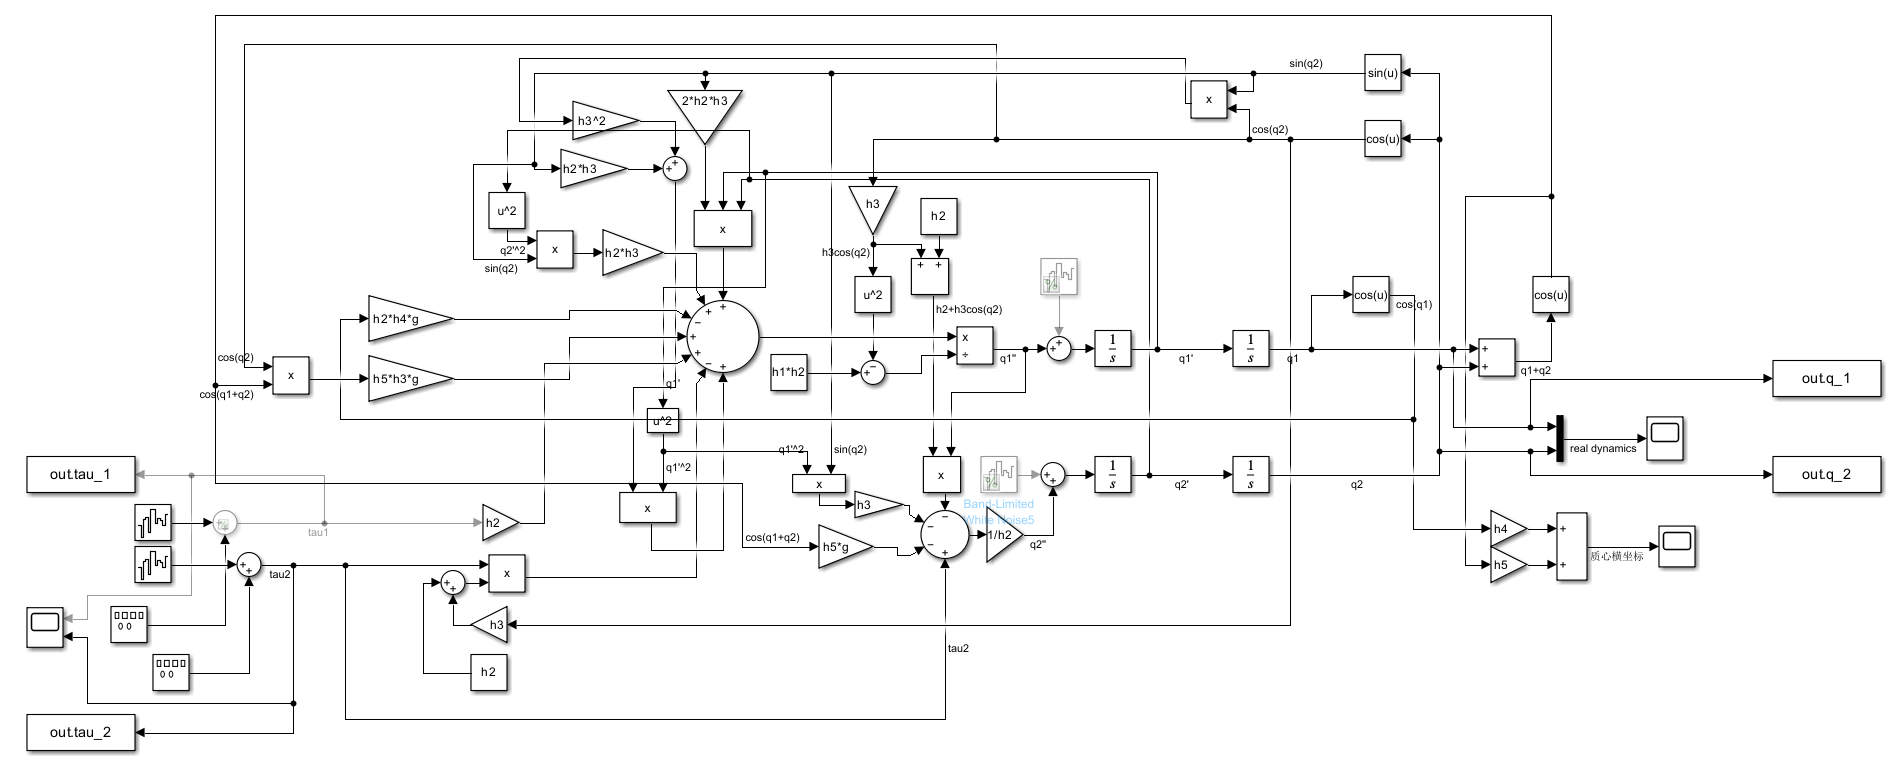 sin(q2)
sin(u)
x
2*h2*h3
h3^2
cos(q2)
cos(u)
+
+
h2*h3
h3
u^2
x
h2
q2'^2
x
h2*h3
sin(q2)
h3cos(q2)
+ +
u^2
cos(u)
cos(q1)
cos(u)
h2+h3cos(q2)
h2*h4*g
+
+
−
+
+
−
+
x
÷
q1''
+
+
1
s
q1'
1
s
q1
+
+
q1+q2
cos(q2)
x
cos(q1+q2)
h5*h3*g
h1*h2
+
−
q1'
out.q_1
u^2
real dynamics
q1'^2
sin(q2)
q1'^2
out.tau_1
x
x
+
+
1
s
q2'
1
s
q2
out.q_2
x
h3
Band-Limited
White Noise5
tau1
h2
cos(q1+q2)
h5*g
−
−
−
+
1/h2
q2''
h4
h5
+
+
质心横坐标
+
+
tau2
x
+
+
h3
h2
tau2
out.tau_2